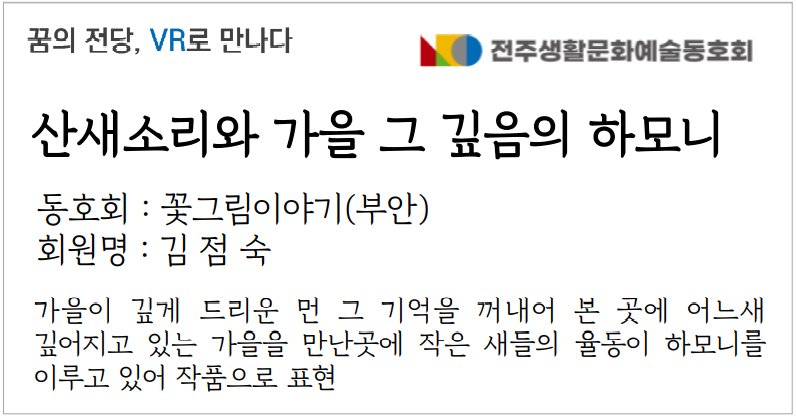 꿈의 전당, VR로 만나다
전주생활문화예술동호회
산새소리와 가을 그 깊음의 하모니
동호회 : 꽃그림이야기(부안)
회원명 : 김 점 숙
가을이 깊게 드리운 먼 그 기억을 꺼내어 본 곳에 어느새
깊어지고 있는 가을을 만난곳에 작은 새들의 율동이 하모니를
이루고 있어 작품으로 표현